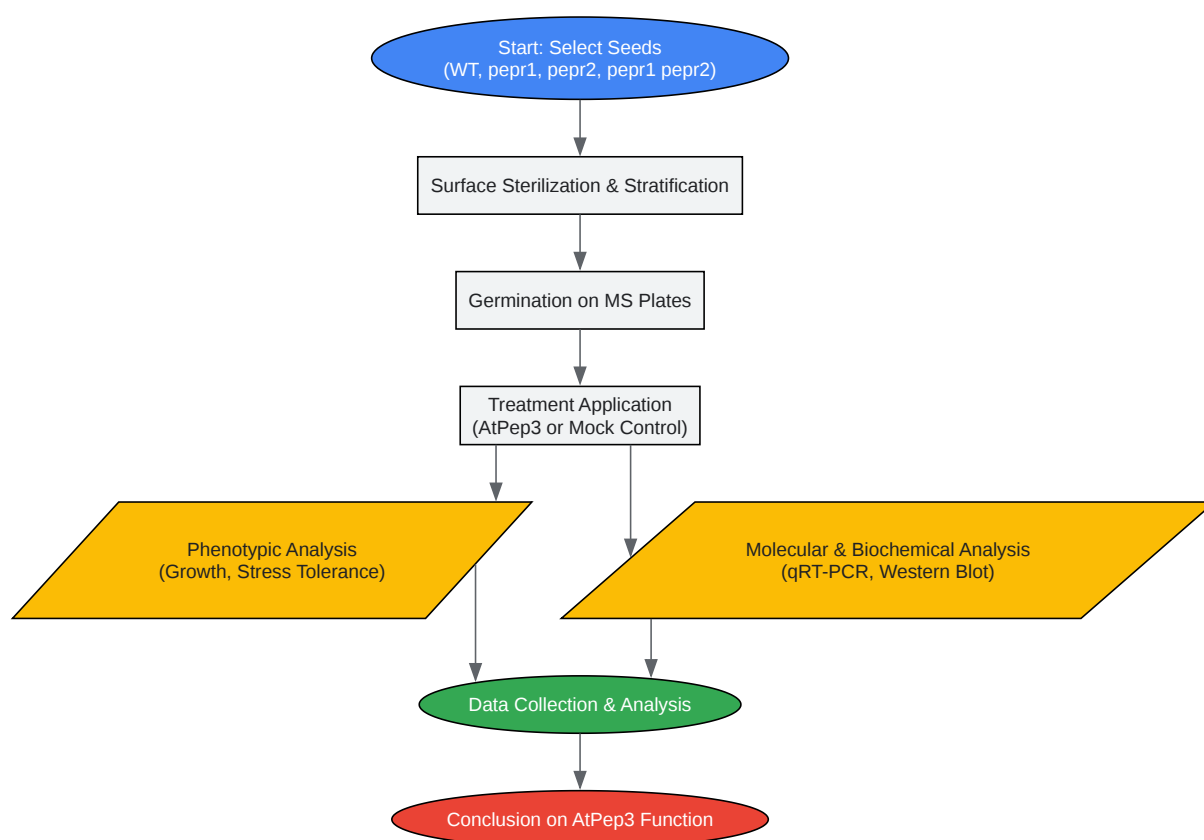 Start: Select Seeds
(WT, pepr1, pepr2, pepr1 pepr2)
Surface Sterilization & Stratification
Germination on MS Plates
Treatment Application
(AtPep3 or Mock Control)
Phenotypic Analysis
(Growth, Stress Tolerance)
Molecular & Biochemical Analysis
(qRT-PCR, Western Blot)
Data Collection & Analysis
Conclusion on AtPep3 Function